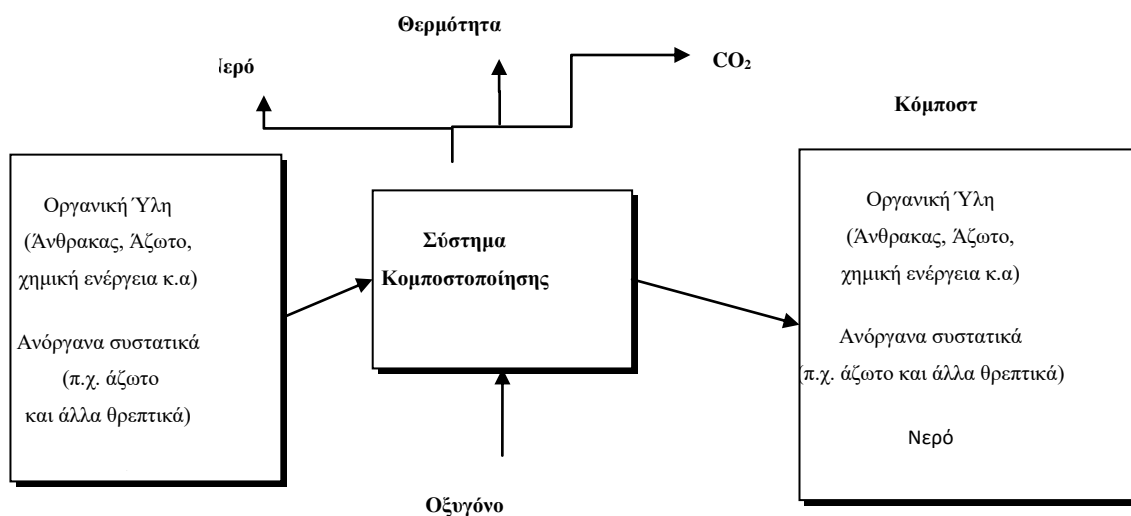 Θερμότητα
CO₂
Κόμποστ
Οργανική Ύλη
(Άνθρακας, Άζωτο,
χημική ενέργεια κ.α)
Ανόργανα συστατικά
(π.χ. άζωτο
και άλλα θρεπτικά)
Σύστημα
Κομποστοποίησης
Οξυγόνο
Οργανική Ύλη
(Άνθρακας, Άζωτο,
χημική ενέργεια κ.α)
Ανόργανα συστατικά
(π.χ. άζωτο και άλλα θρεπτικά)
Νερό